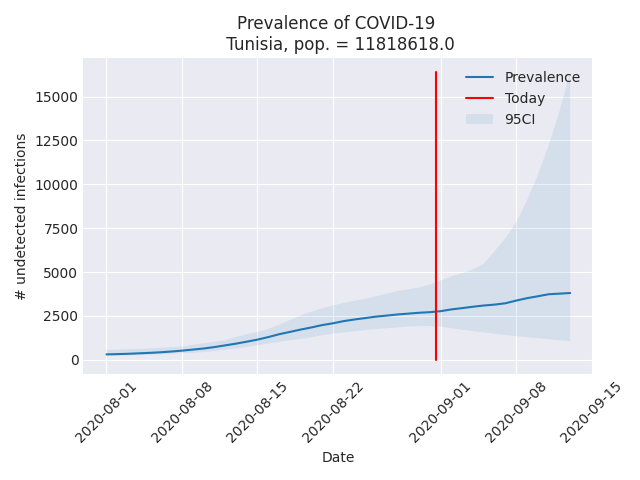 Prevalence of COVID-19
Tunisia, pop. = 11818618.0
Prevalence
Today
95CI
15000
12500
10000
7500
5000
2500
0
# undetected infections
2020-08-01
2020-08-08
2020-08-15
2020-08-22
2020-09-01
2020-09-08
2020-09-15
Date